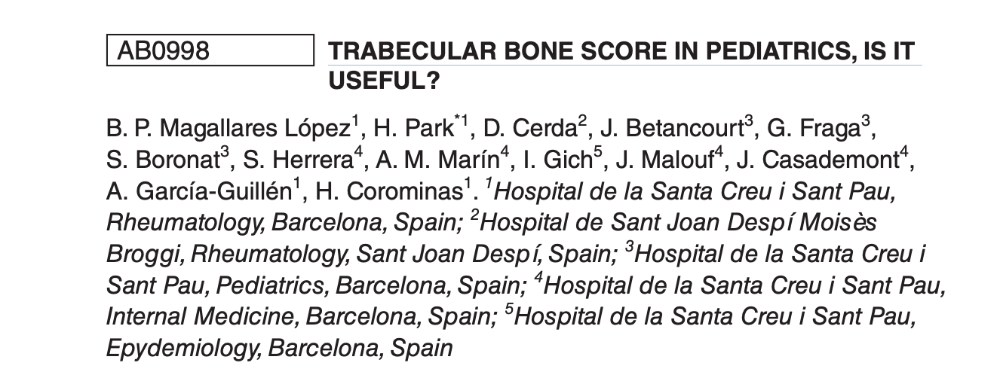 AB0998
TRABECULAR BONE SCORE IN PEDIATRICS, IS IT
USEFUL?
B. P. Magallares López1, H. Park*1, D. Cerda2, J. Betancourt3, G. Fraga3,
S. Boronat3, S. Herrera4, A. M. Marín4, I. Gich5, J. Malouf4, J. Casademont4,
A. García-Guillén1, H. Corominas1. 1Hospital de la Santa Creu i Sant Pau,
Rheumatology, Barcelona, Spain; 2Hospital de Sant Joan Despí Moisès
Broggi, Rheumatology, Sant Joan Despí, Spain; 3Hospital de la Santa Creu i
Sant Pau, Pediatrics, Barcelona, Spain; 4Hospital de la Santa Creu i Sant Pau,
Internal Medicine, Barcelona, Spain; 5Hospital de la Santa Creu i Sant Pau,
Epydemiology, Barcelona, Spain